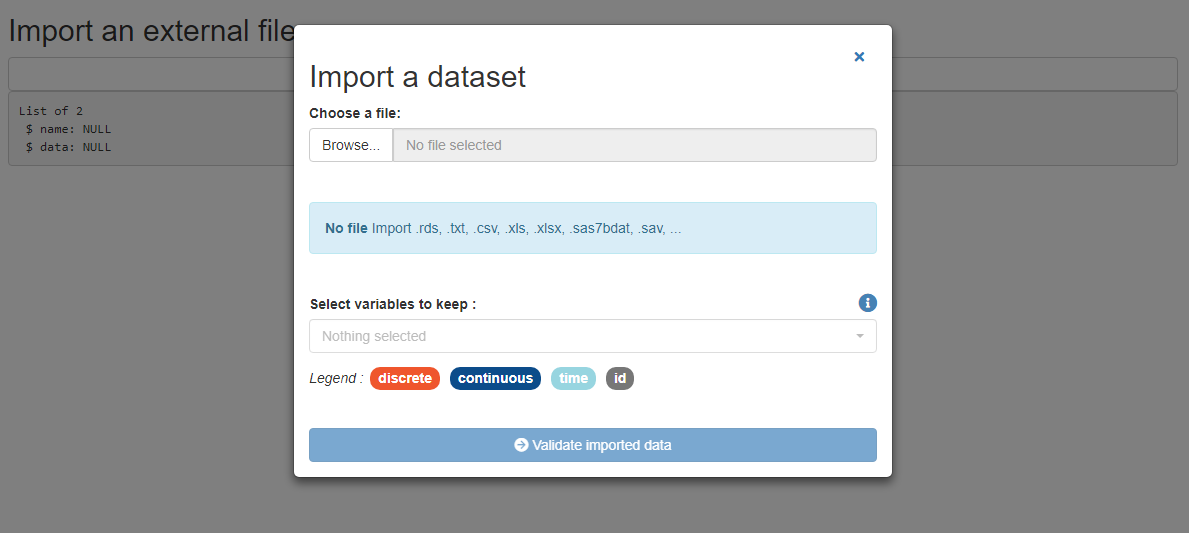 Import an external file
List of 2
$ name: NULL
$ data: NULL
×
Import a dataset
Choose a file:
Browse... No file selected
No file Import .rds, .txt, .csv, .xls, .xlsx, .sas7bdat, .sav, ...
Select variables to keep :
Nothing selected
Legend : discrete continuous time id
Validate imported data